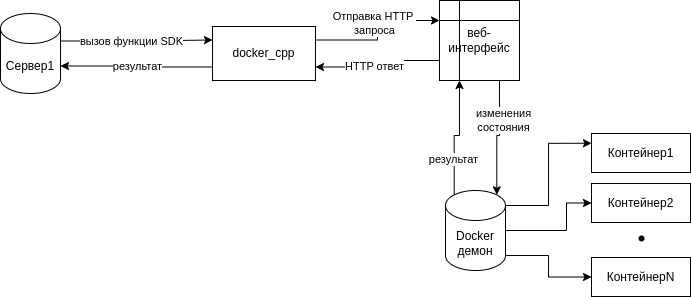 Сервер1
вызов функции SDK
результат
docker_cpp
Отправка HTTP
запроса
HTTP ответ
веб-
интерфейс
изменения
состояния
результат
Docker
демон
Контейнер1
Контейнер2
КонтейнерN